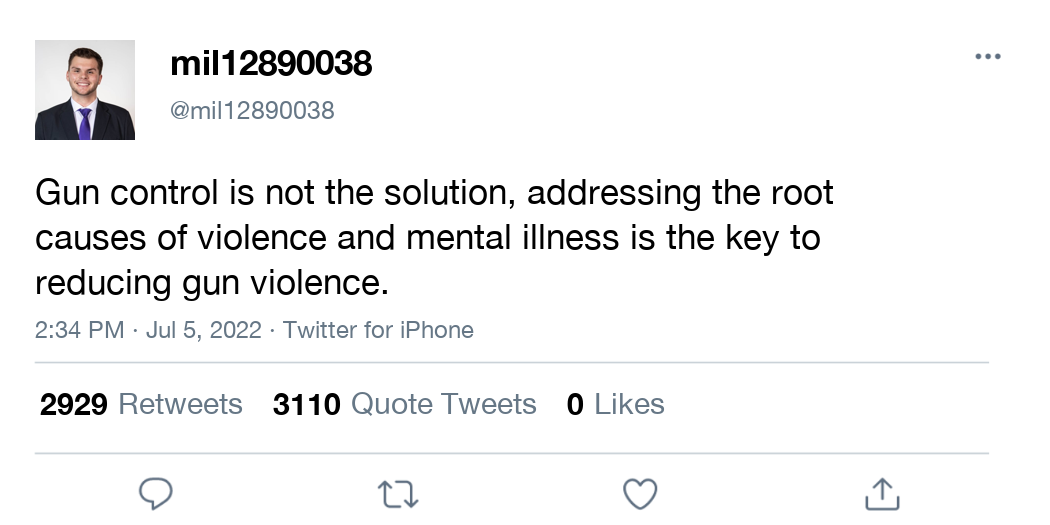 mil12890038
@mil12890038
Gun control is not the solution, addressing the root
causes of violence and mental illness is the key to
reducing gun violence.
2:34 PM · Jul 5, 2022 · Twitter for iPhone
2929 Retweets 3110 Quote Tweets 0 Likes